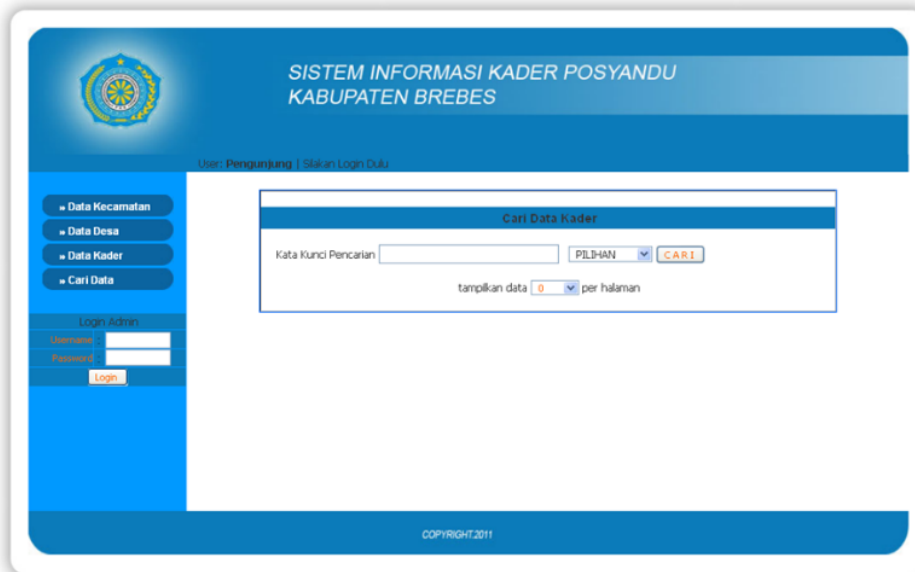 SISTEM INFORMASI KADER POSYANDU
KABUPATEN BREBES
User: Pengunjung | Silakan Login Dulu
» Data Kecamatan
» Data Desa
» Data Kader
» Cari Data
Login Admin
Username :
Password :
Login
Cari Data Kader
Kata Kunci Pencarian PILIHAN CARI
tampilkan data 0 per halaman
COPYRIGHT.2011